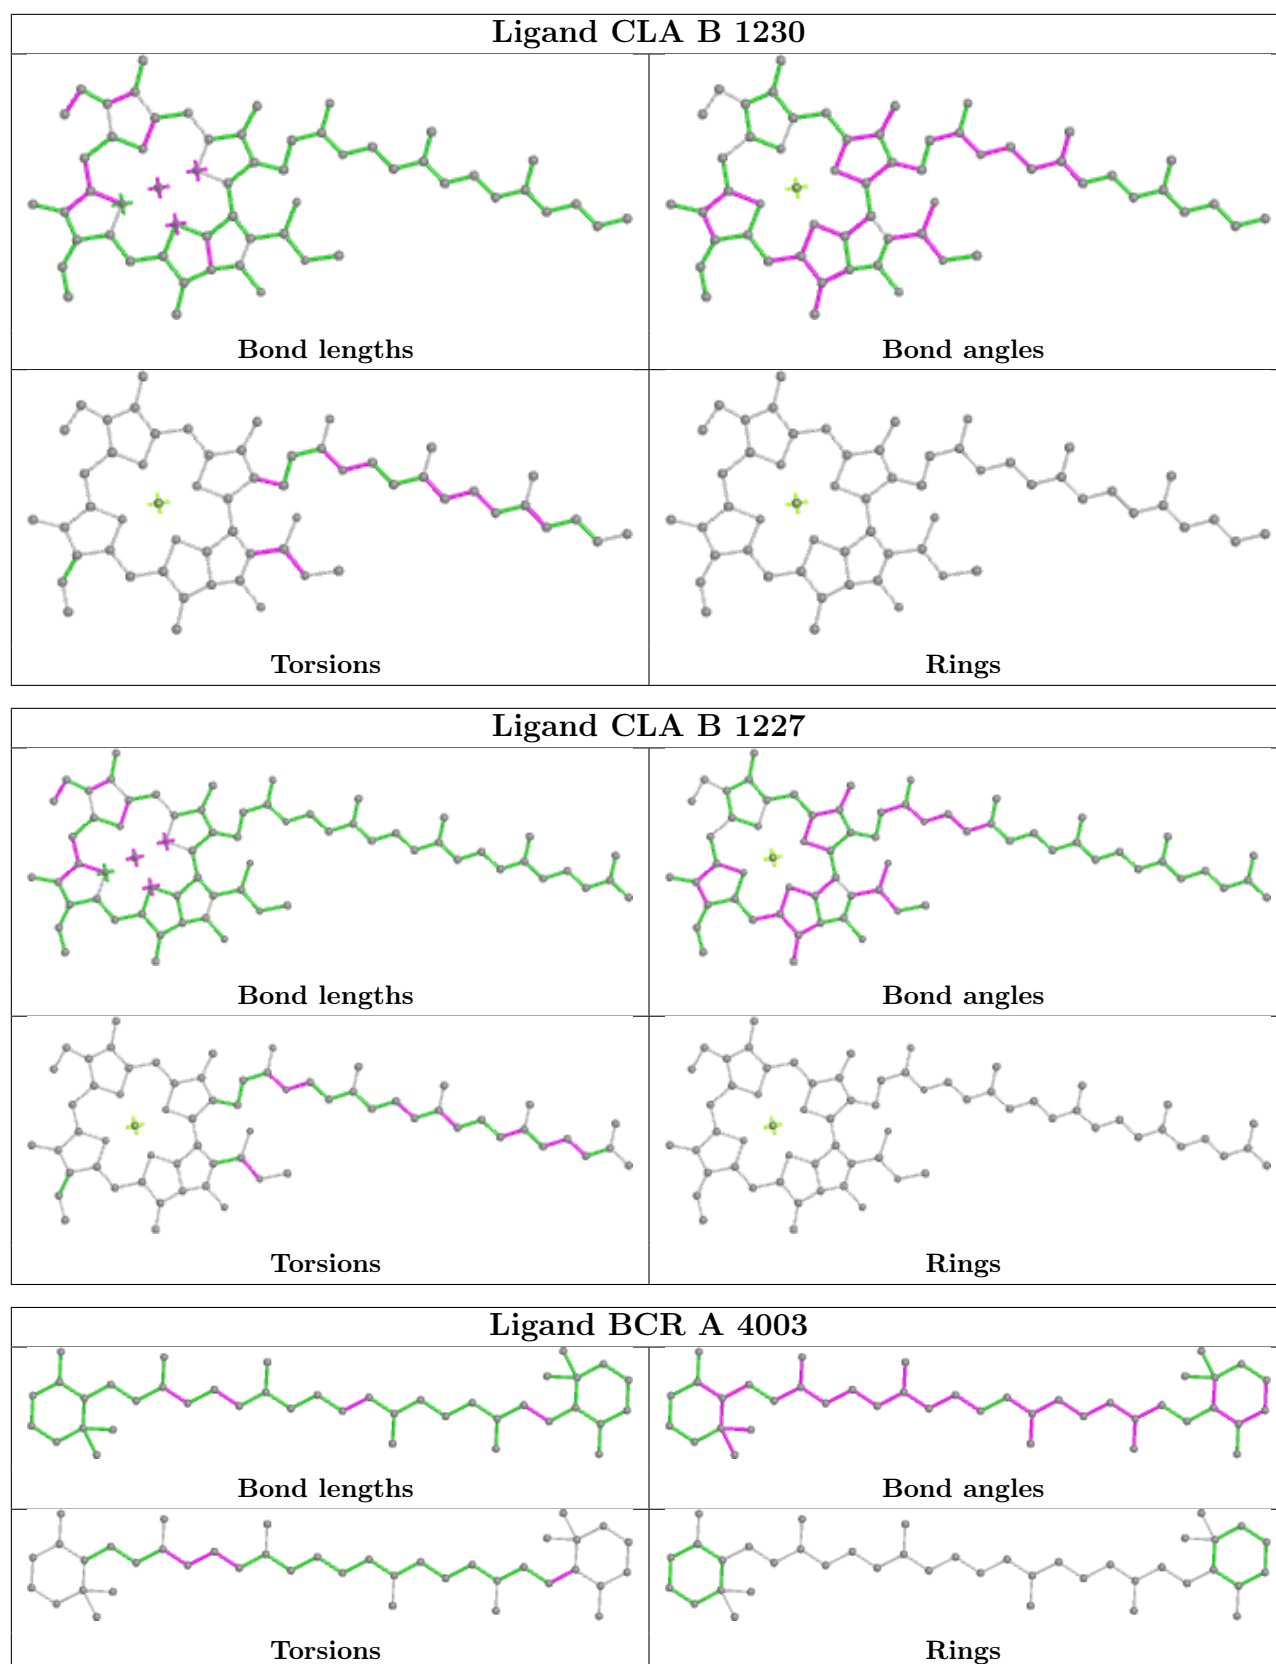 Ligand CLA B 1230
Bond lengths
Bond angles
Torsions
Rings
Ligand CLA B 1227
Bond lengths
Bond angles
Torsions
Rings
Ligand BCR A 4003
Bond lengths
Bond angles
Torsions
Rings